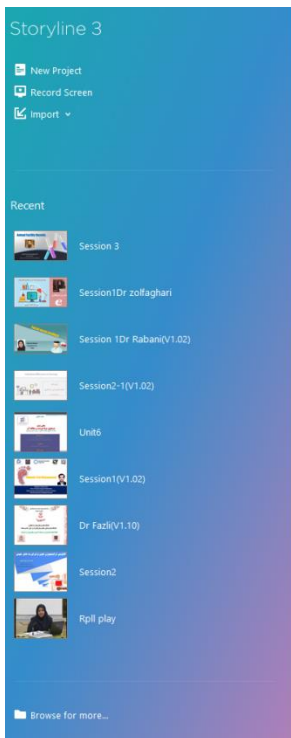 Storyline 3
New Project
Record Screen
Import
Recent
Session 3
Session1Dr zolfaghari
Session 1Dr Rabani(V1.02)
Session2-1(V1.02)
Unit6
Session1(V1.02)
Dr Fazli(V1.10)
Session2
Rpll play
Browse for more...